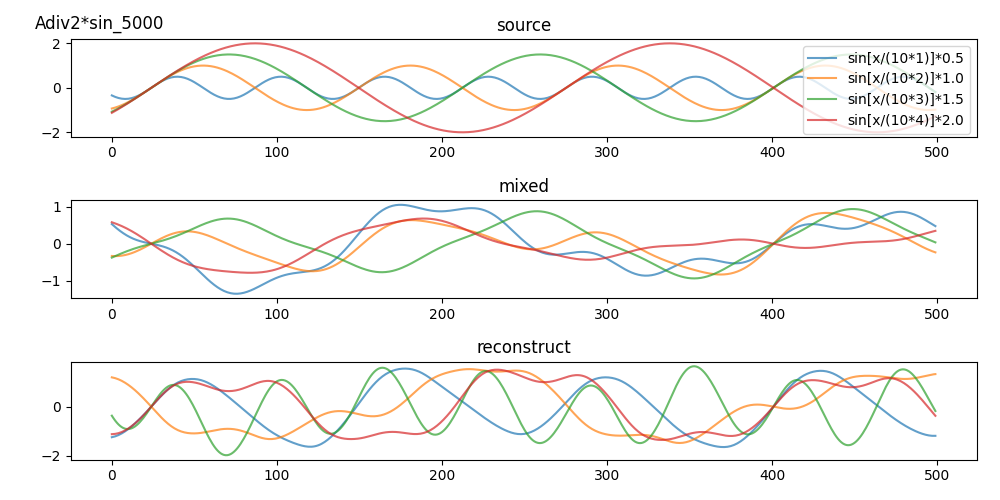 Adiv2*sin_5000
source
2
0
−2
sin[x/(10*1)]*0.5
sin[x/(10*2)]*1.0
sin[x/(10*3)]*1.5
sin[x/(10*4)]*2.0
0 100 200 300 400 500
mixed
1
0
−1
0 100 200 300 400 500
reconstruct
0
−2
0 100 200 300 400 500